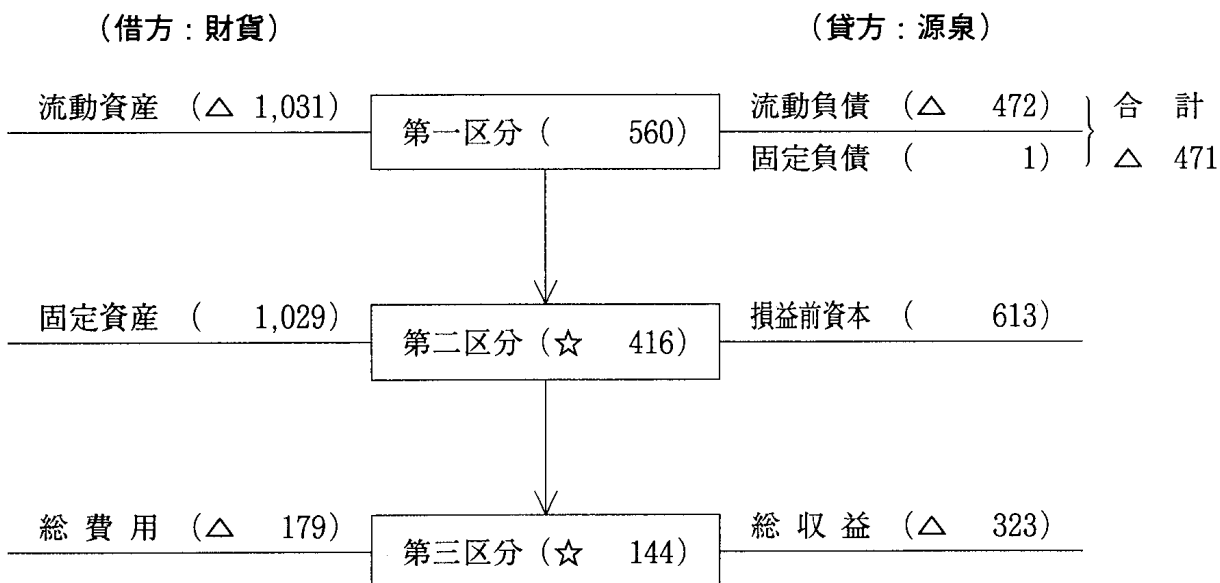 (借方:財貨) (貸方:源泉)
流動資産 (△ 1,031) 第一区分 ( 560) 流動負債 (△ 472) 合 計
固定負債 ( 1) △ 471
固定資産 ( 1,029) 第二区分 (☆ 416) 損益前資本 ( 613)
総費用 (△ 179) 第三区分 (☆ 144) 総収益 (△ 323)